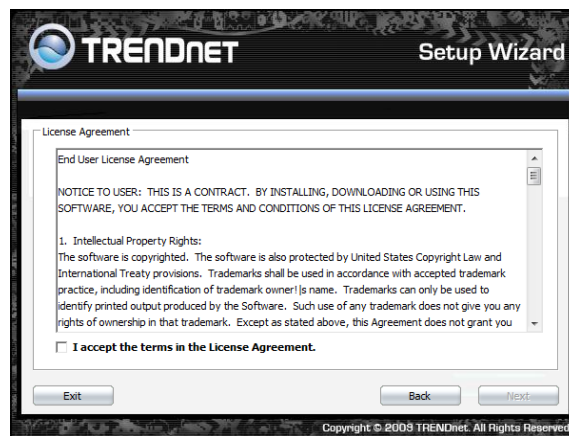 TRENDnet
Setup Wizard
License Agreement
End User License Agreement
NOTICE TO USER: THIS IS A CONTRACT. BY INSTALLING, DOWNLOADING OR USING THIS
SOFTWARE, YOU ACCEPT THE TERMS AND CONDITIONS OF THIS LICENSE AGREEMENT.
1. Intellectual Property Rights:
The software is copyrighted. The software is also protected by United States Copyright Law and
International Treaty provisions. Trademarks shall be used in accordance with accepted trademark
practice, including identification of trademark owner!|s name. Trademarks can only be used to
identify printed output produced by the Software. Such use of any trademark does not give you any
rights of ownership in that trademark. Except as stated above, this Agreement does not grant you
I accept the terms in the License Agreement.
Exit
Back
Next
Copyright © 2009 TRENDnet. All Rights Reserved